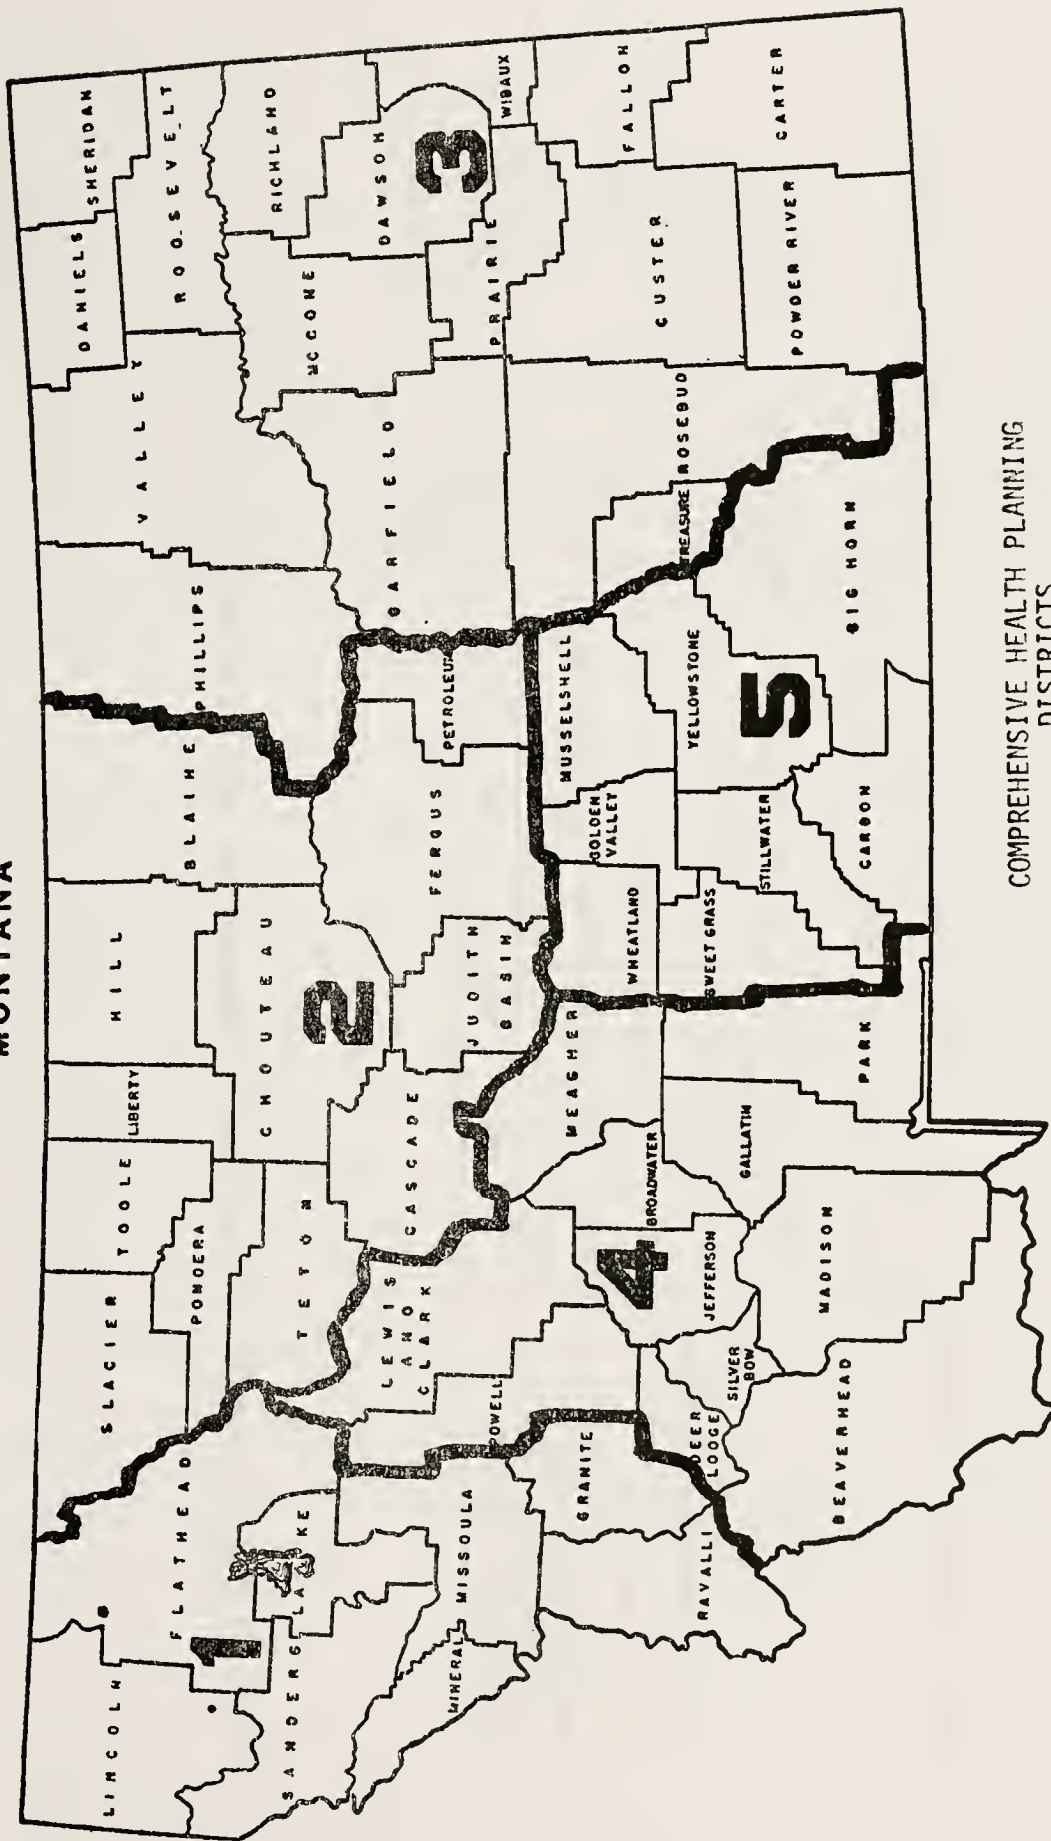 MONTANA
LINCOLN
FLATHEAD
SLACIER
TOOLE
LIBERTY
HILL
BLAINE
PHILLIPS
VALLEY
DANIELS
SHERIDAN
ROOSEVELT
PONDERA
TETON
CHOUTEAU
2
1
SANDERS
LAKE
LEWIS
AND
CLARK
CASCADE
JUDITH
BASIN
FERGUS
PETROLEUM
GARFIELD
MCCONE
RICHLAND
DAWSON
3
PRAIRIE
WIBAUX
MINERAL
MISSOULA
POWELL
GRANITE
RAVALLI
DEER
LODGE
SILVER
BOW
4
JEFFERSON
BROADWATER
MEAGHER
WHEATLAND
GOLDEN
VALLEY
MUSSELSHELL
TREASURE
ROSEBUD
CUSTER
FALLON
BEAVERHEAD
MADISON
GALLATIN
PARK
SWEET GRASS
STILLWATER
YELLOWSTONE
5
CARBON
BIG HORN
POWDER RIVER
CARTER
COMPREHENSIVE HEALTH PLANNING
DISTRICTS